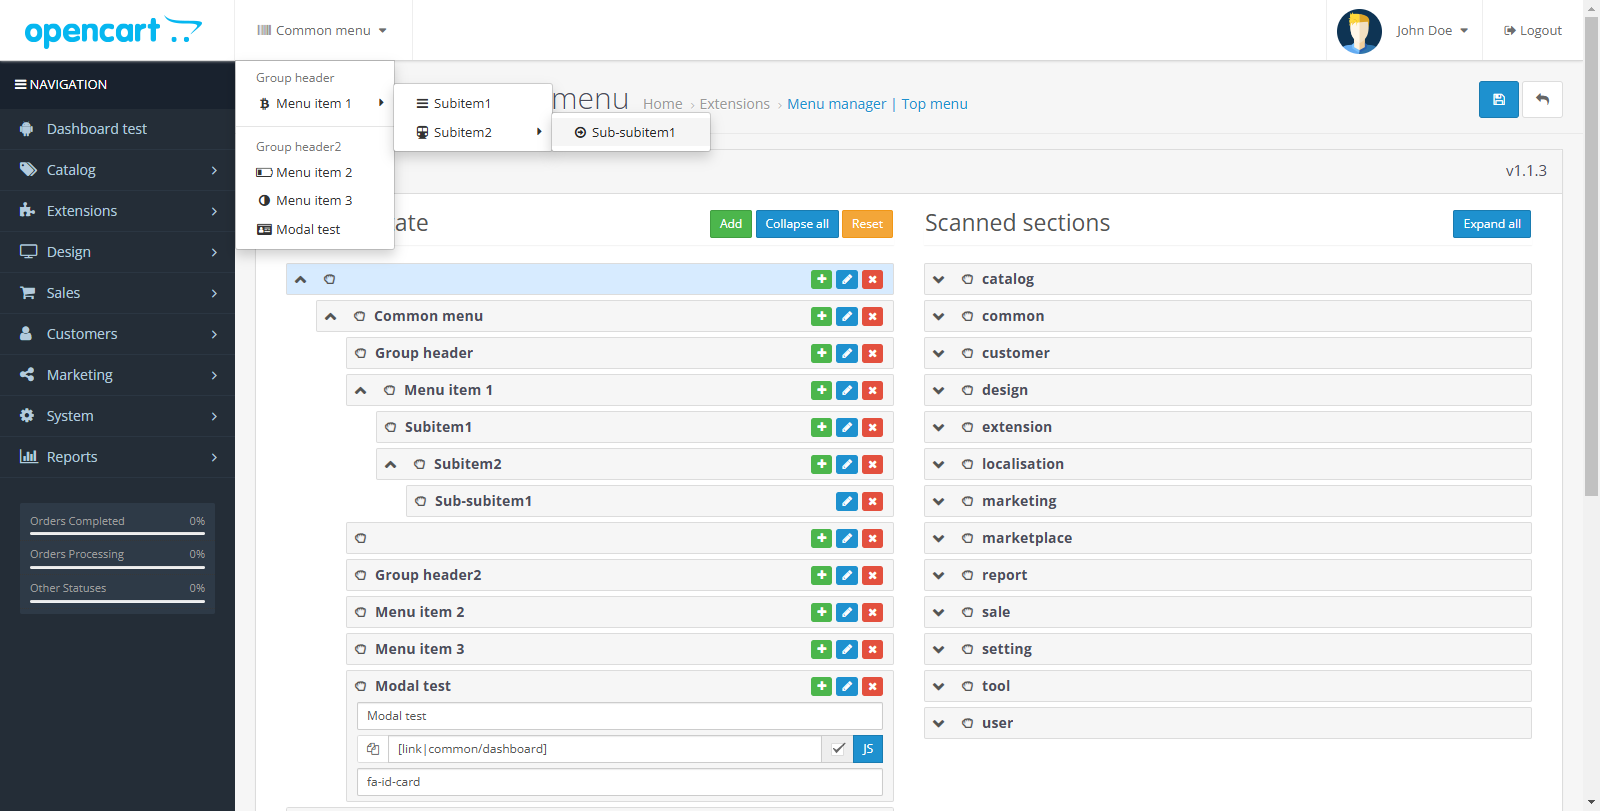 opencart
Common menu
John Doe
Logout
NAVIGATION
Dashboard test
Catalog
Extensions
Design
Sales
Customers
Marketing
System
Reports
Orders Completed 0%
Orders Processing 0%
Other Statuses 0%
Group header
Menu item 1
Group header2
Menu item 2
Menu item 3
Modal test
Subitem1
Subitem2
Sub-subitem1
menu
Home › Extensions › Menu manager | Top menu
v1.1.3
ate
Add Collapse all Reset
Common menu
Group header
Menu item 1
Subitem1
Subitem2
Sub-subitem1
Group header2
Menu item 2
Menu item 3
Modal test
Modal test
[link|common/dashboard] JS
fa-id-card
Scanned sections
Expand all
catalog
common
customer
design
extension
localisation
marketing
marketplace
report
sale
setting
tool
user